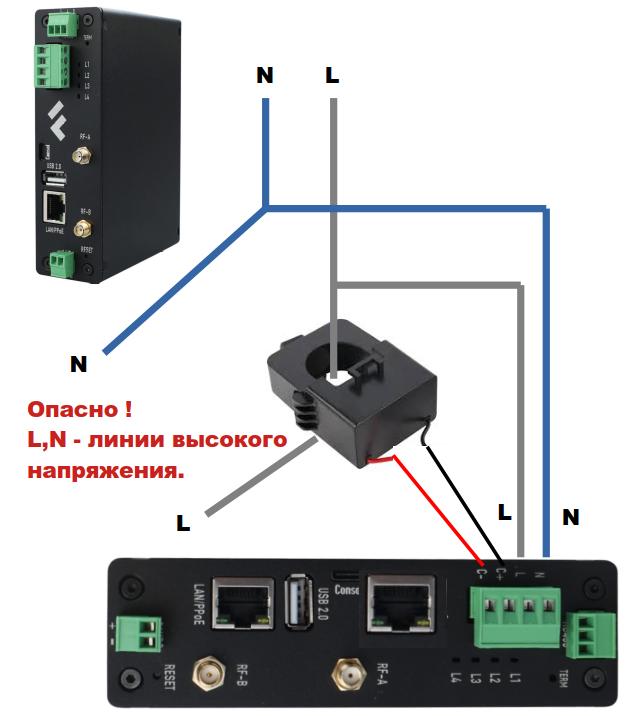 TERM
L1
L2
L3
L4
RF-A
Consol
USB 2.0
RF-B
LAN/PPoE
RESET
N
L
N
Опасно !
L,N - линии высокого
напряжения.
L
L
N
C-
C+
L
N
LAN/PPoE
USB 2.0
Conso
+
-
RESET
RF-B
RF-A
L4
L3
L2
L1
TERM